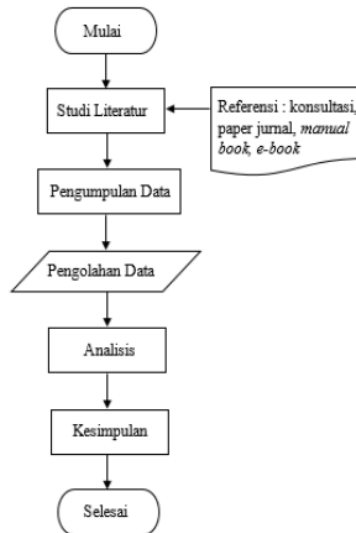 Mulai
Studi Literatur
Referensi : konsultasi,
paper jurnal, manual
book, e-book
Pengumpulan Data
Pengolahan Data
Analisis
Kesimpulan
Selesai